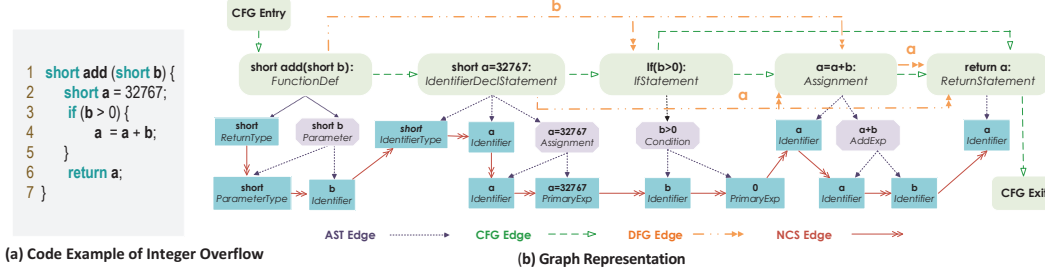 CFG Entry
b
1 short add (short b) {
2 short a = 32767;
3 if (b > 0) {
4 a = a + b;
5 }
6 return a;
7 }
short add(short b):
FunctionDef
short a=32767:
IdentifierDeclStatement
If(b>0):
IfStatement
a=a+b:
Assignment
a
return a:
ReturnStatement
a
short
ReturnType
short b
Parameter
short
IdentifierType
a
Identifier
a=32767
Assignment
b>0
Condition
a
Identifier
a+b
AddExp
a
Identifier
short
ParameterType
b
Identifier
a
Identifier
a=32767
PrimaryExp
b
Identifier
0
PrimaryExp
a
Identifier
b
Identifier
CFG Exit
AST Edge
CFG Edge
DFG Edge
NCS Edge
(a) Code Example of Integer Overflow
(b) Graph Representation